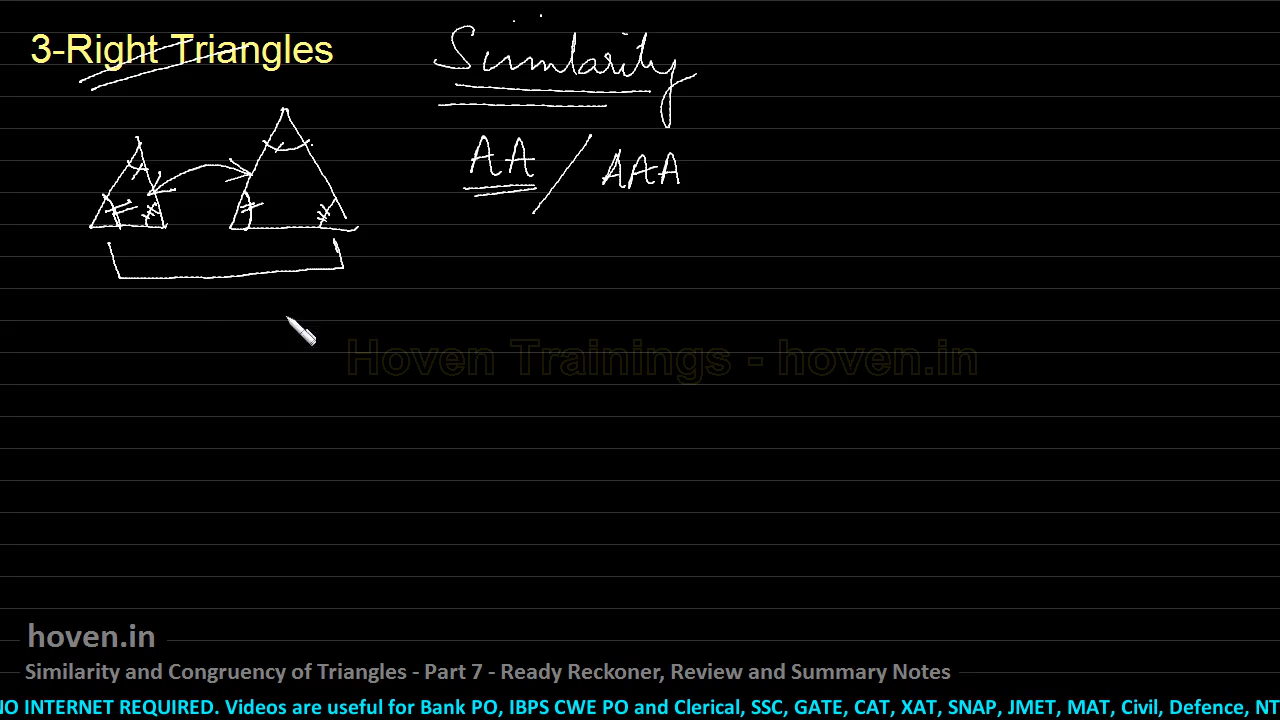 3-Right Triangles
Similarity
AA / AAA
Hoven Trainings - hoven.in
hoven.in
Similarity and Congruency of Triangles - Part 7 - Ready Reckoner, Review and Summary Notes
NO INTERNET REQUIRED. Videos are useful for Bank PO, IBPS CWE PO and Clerical, SSC, GATE, CAT, XAT, SNAP, JMET, MAT, Civil, Defence, NT